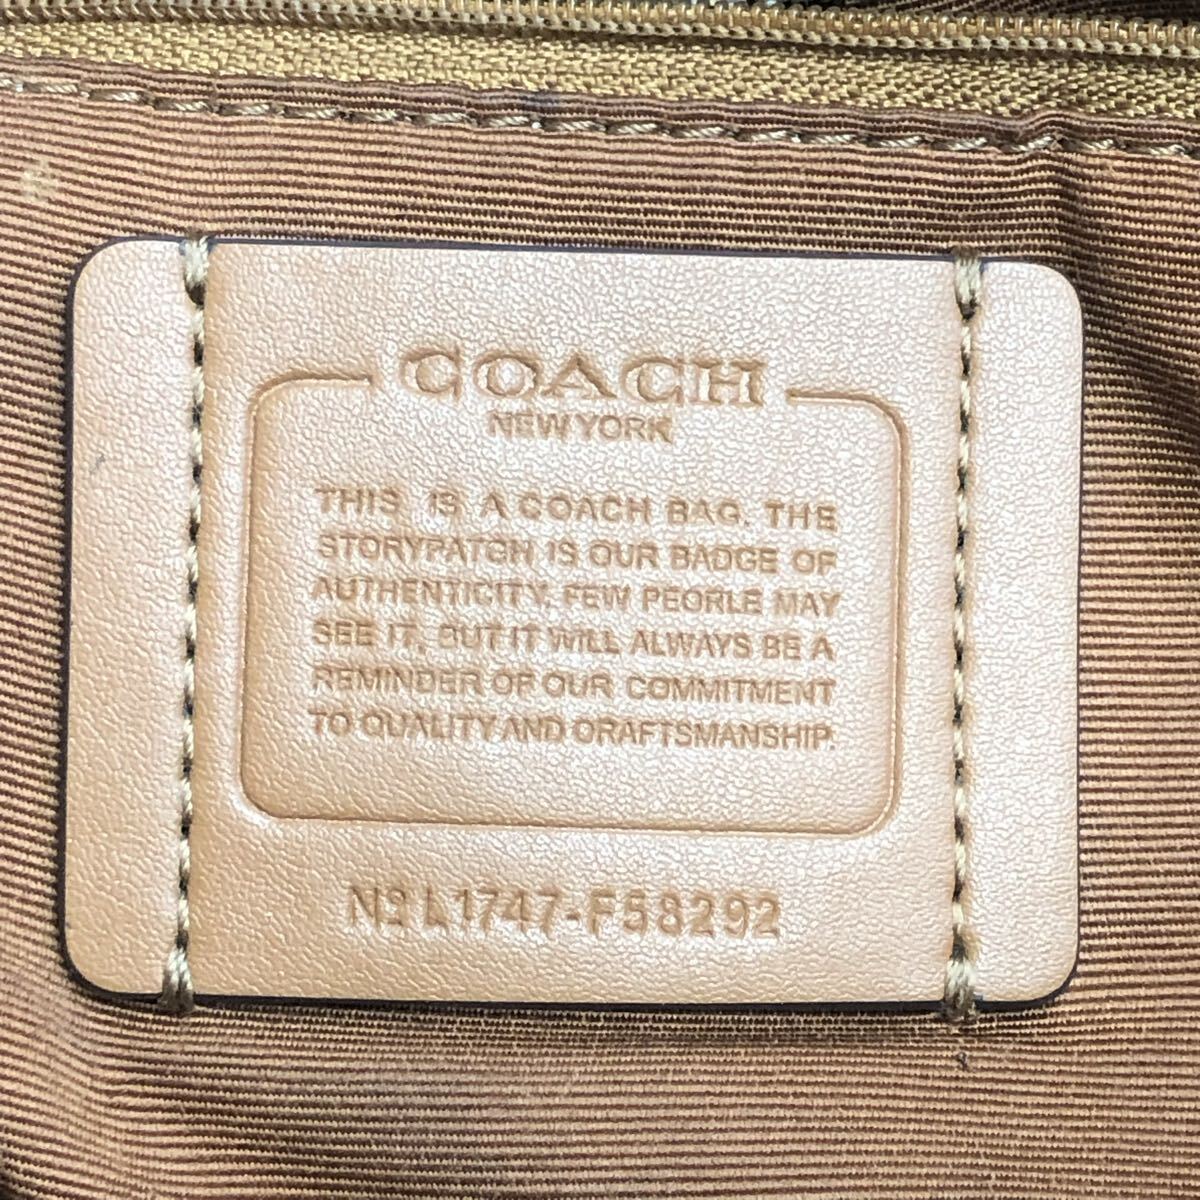 COACH
NEW YORK
THIS IS A COACH BAG. THE
STORYPATCH IS OUR BADGE OF
AUTHENTICITY. FEW PEOPLE MAY
SEE IT, BUT IT WILL ALWAYS BE A
REMINDER OF OUR COMMITMENT
TO QUALITY AND CRAFTSMANSHIP.
Nº L1747-F58292